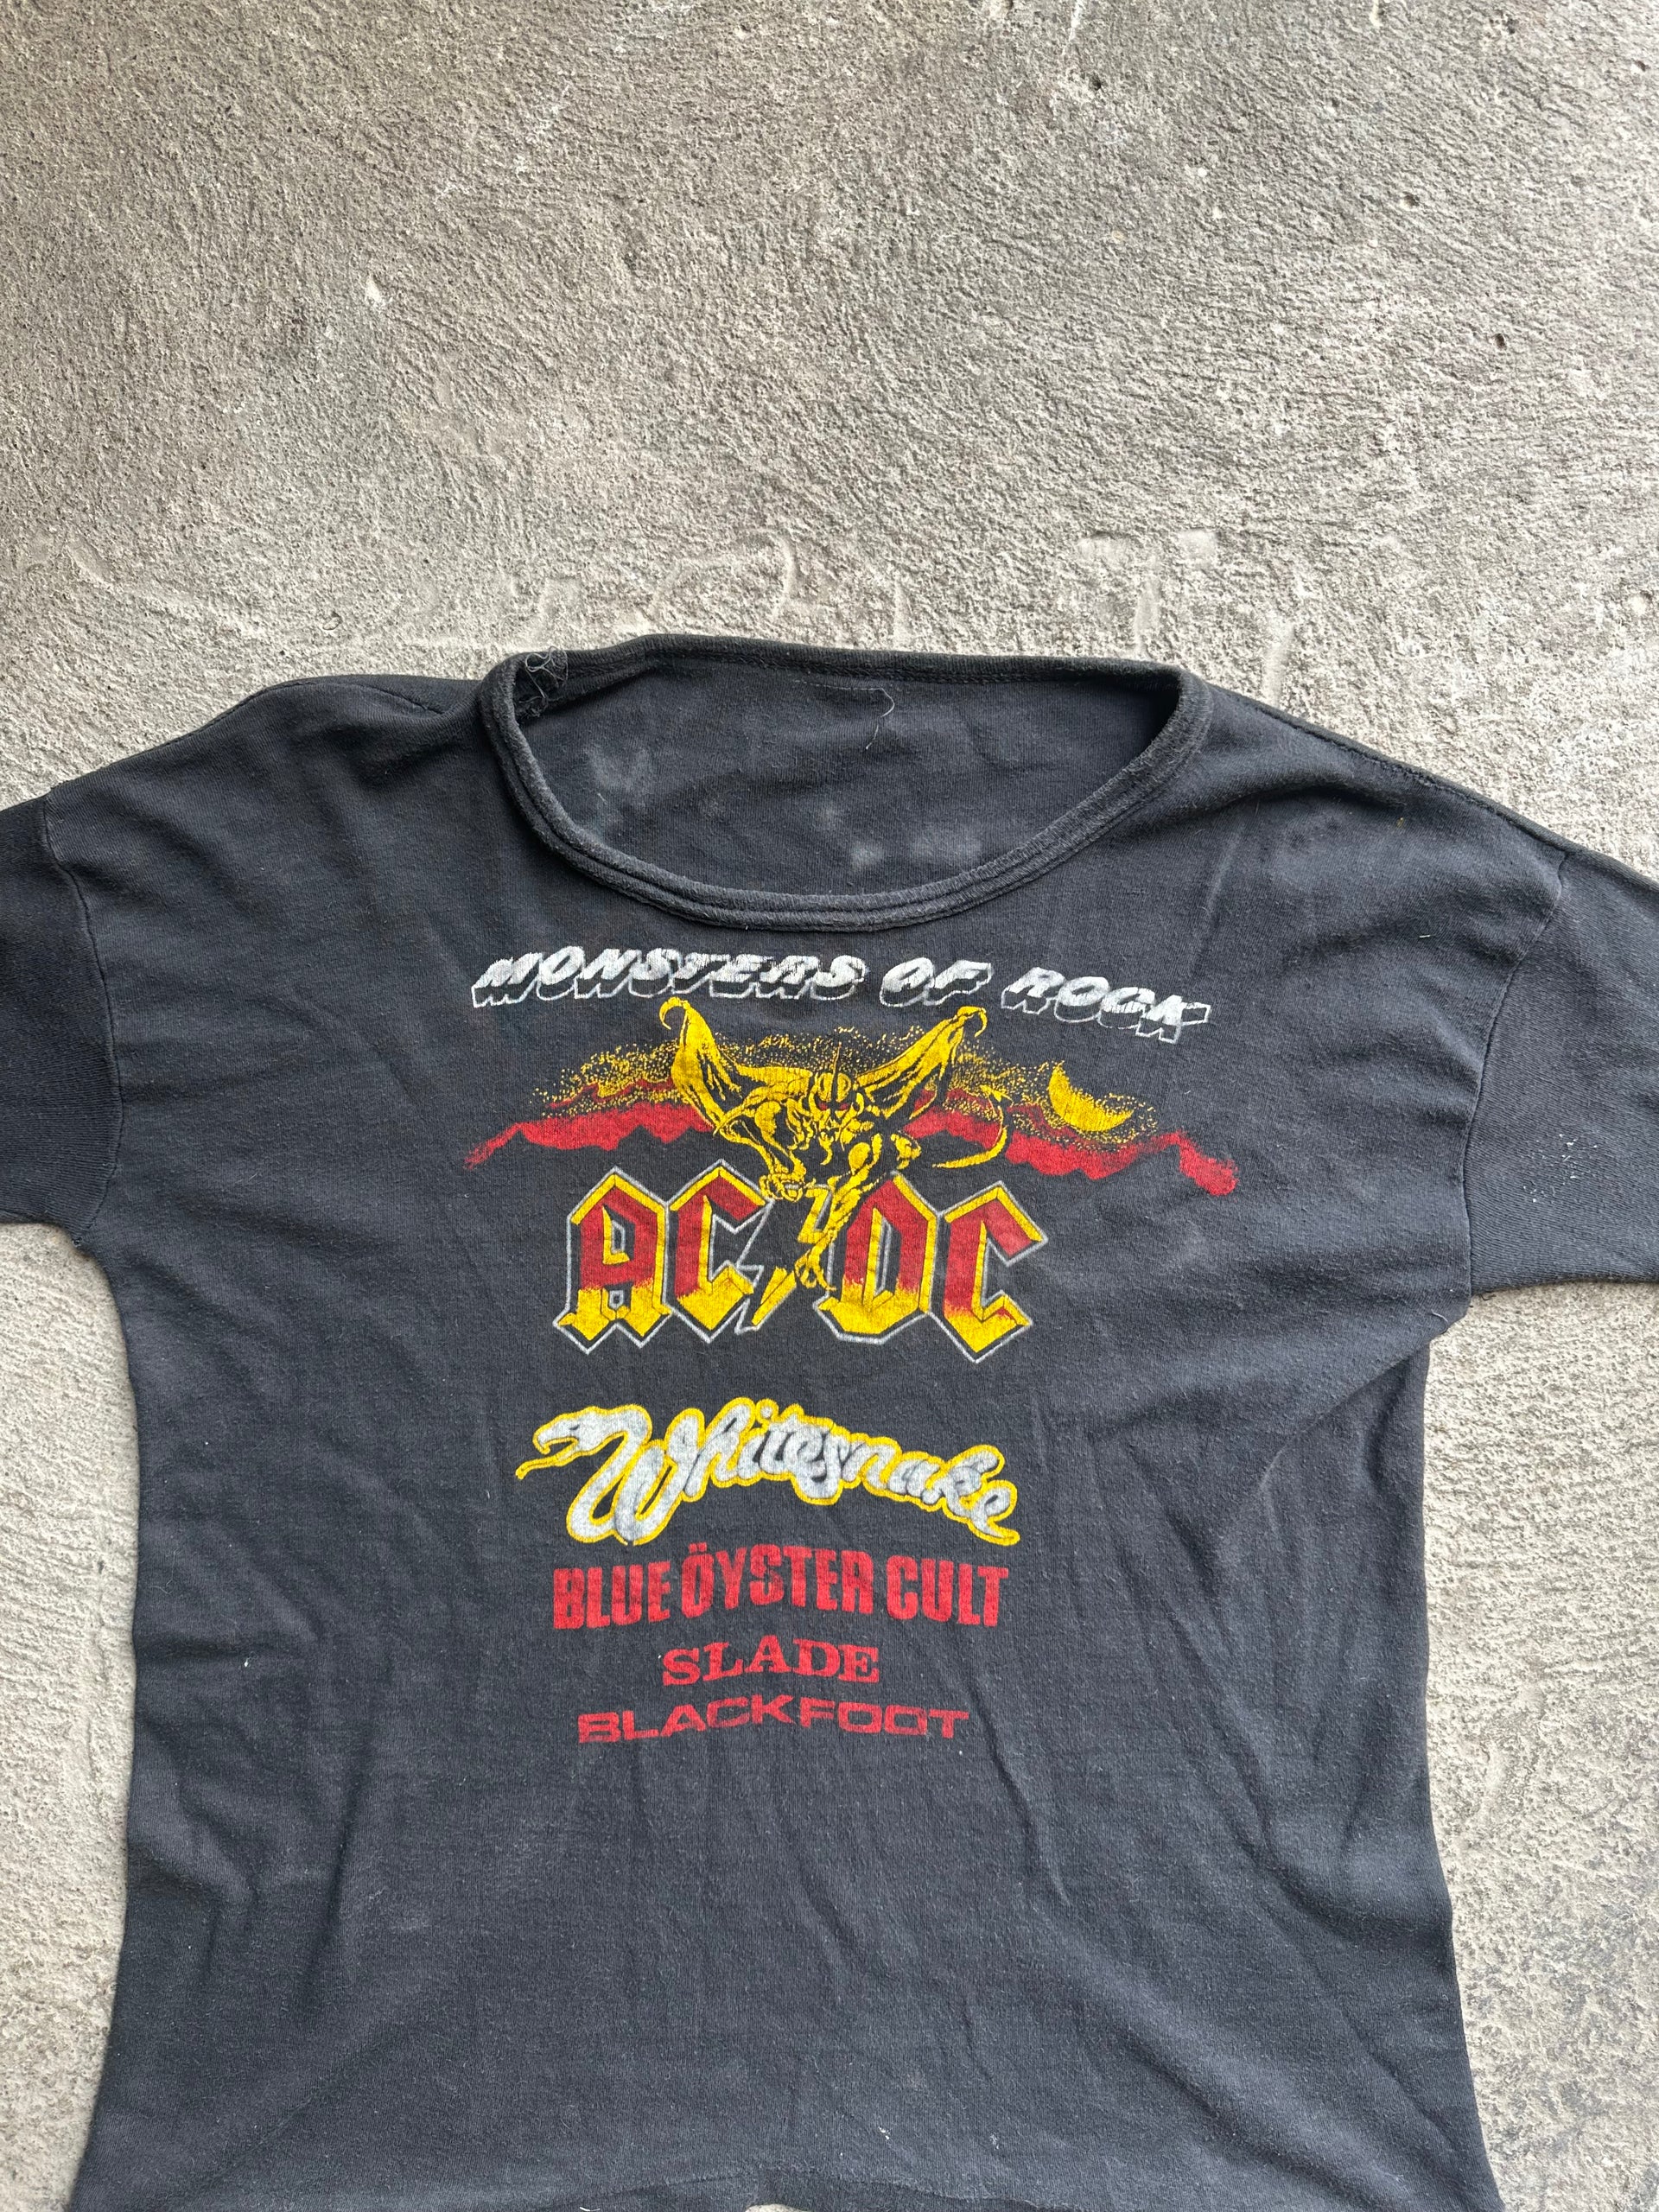 MONSTERS OF ROCK
AC/DC
Whitesnake
BLUE ÖYSTER CULT
SLADE
BLACKFOOT